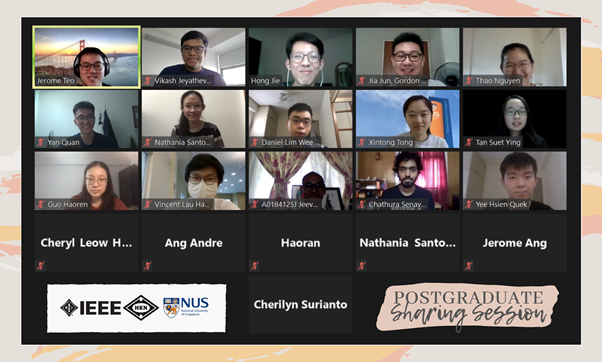 Jerome Teo
Vikash Jeyathev...
Hong Jie
Jia Jun, Gordon
Thao Nguyen
Yan Quan
Nathania Santo...
Daniel Lim Wee ...
Xintong Tong
Tan Suet Ying
Guo Haoren
Vincent Lau Ha...
A0184125J Jeev...
Chathura Senay...
Yee Hsien Quek
Cheryl Leow H...
Ang Andre
Haoran
Nathania Santo...
Jerome Ang
IEEE
HKN
NUS
National University
of Singapore
Cherilyn Surianto
POSTGRADUATE
Sharing Session